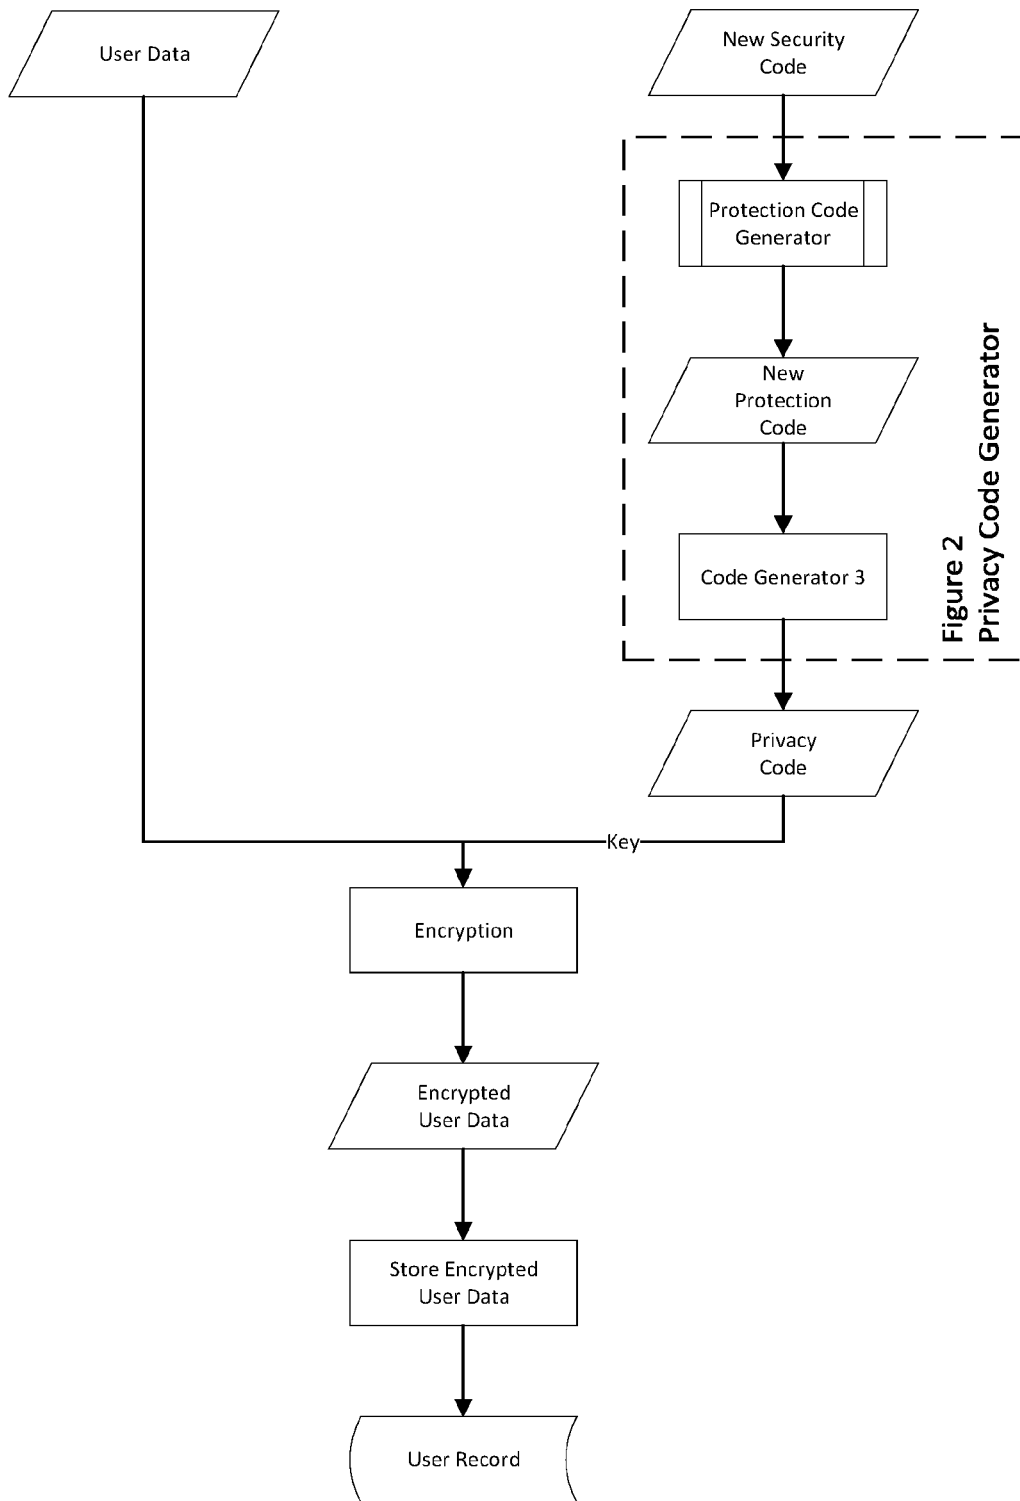 User Data
New Security
Code
Protection Code
Generator
New
Protection
Code
Code Generator 3
Figure 2
Privacy Code Generator
Privacy
Code
Key
Encryption
Encrypted
User Data
Store Encrypted
User Data
User Record